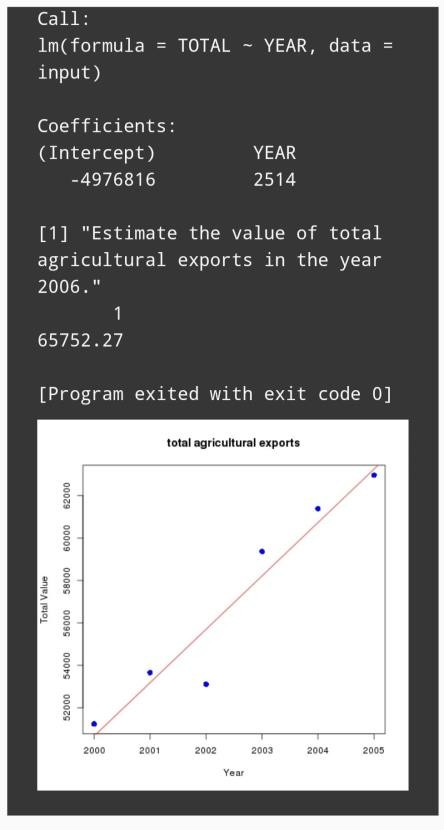 Call:
lm(formula = TOTAL ~ YEAR, data =
input)
Coefficients:
(Intercept) YEAR
-4976816 2514
[1] "Estimate the value of total
agricultural exports in the year
2006."
1
65752.27
[Program exited with exit code 0]
total agricultural exports
Total Value
62000
60000
58000
56000
54000
52000
2000 2001 2002 2003 2004 2005
Year